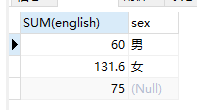 SUM(english) sex
60 男
131.6 女
75 (Null)